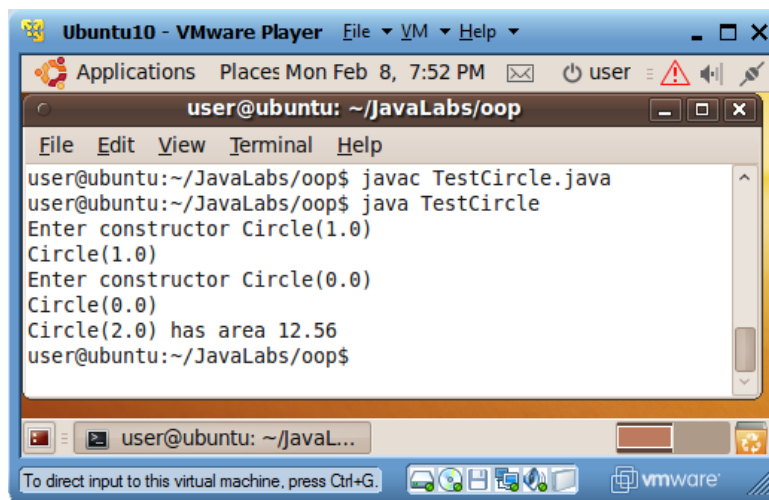 Ubuntu10 - VMware Player File VM Help
Applications Places Mon Feb 8, 7:52 PM user
user@ubuntu: ~/JavaLabs/oop
File Edit View Terminal Help
user@ubuntu:~/JavaLabs/oop$ javac TestCircle.java
user@ubuntu:~/JavaLabs/oop$ java TestCircle
Enter constructor Circle(1.0)
Circle(1.0)
Enter constructor Circle(0.0)
Circle(0.0)
Circle(2.0) has area 12.56
user@ubuntu:~/JavaLabs/oop$
user@ubuntu: ~/JavaL...
To direct input to this virtual machine, press Ctrl+G. vmware